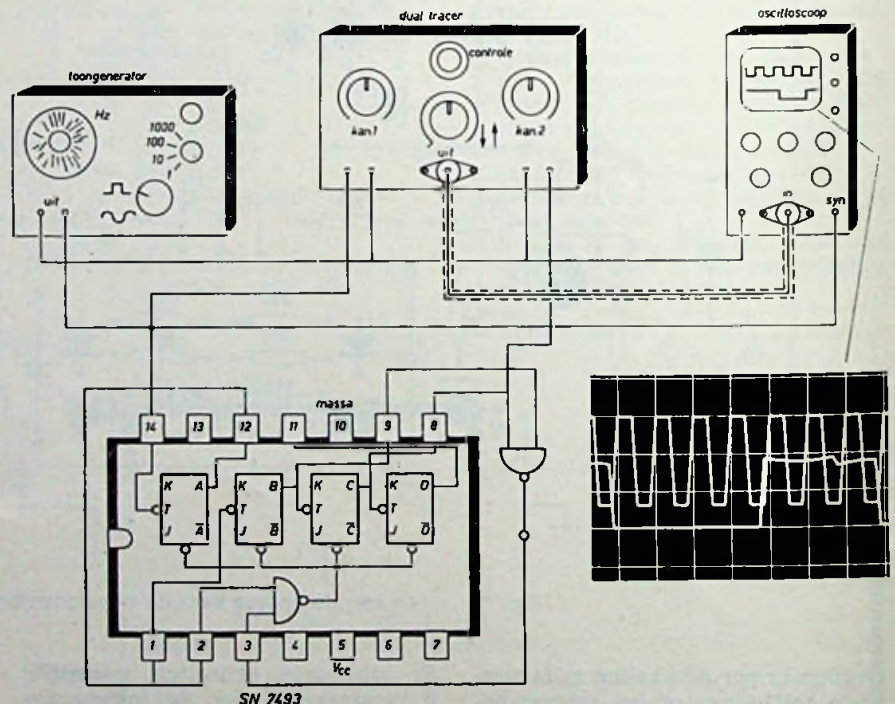 dual tracer
oscilloscoop
toongenerator
controle
Hz
1000
100
10
1
kan 1
kan 2
uit
uit
in
syn
massa
14 13 12 11 10 9 8
K A K B K C K D
T T T T
J A̅ J B̅ J C̅ J D̅
1 2 3 4 5 6 7
Vcc
SN 7493